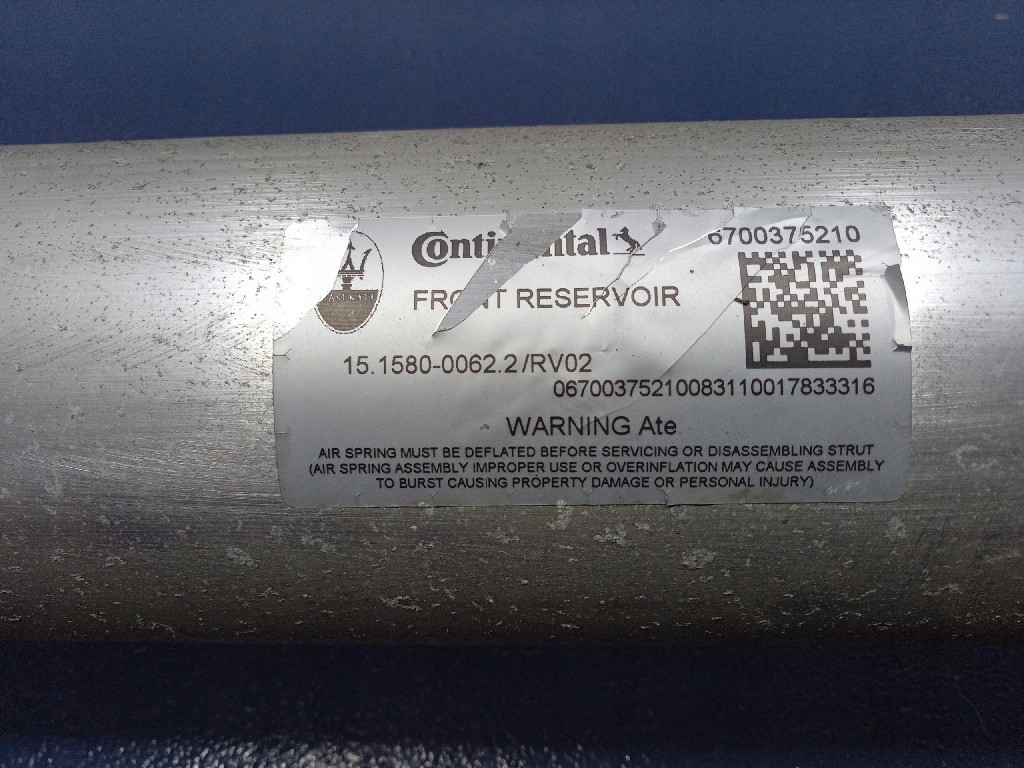 6700375210
FRONT RESERVOIR
15.1580-0062.2/RV02
06700375210083110017833316
WARNING Ate
AIR SPRING MUST BE DEFLATED BEFORE SERVICING OR DISASSEMBLING STRUT
(AIR SPRING ASSEMBLY IMPROPER USE OR OVERINFLATION MAY CAUSE ASSEMBLY
TO BURST CAUSING PROPERTY DAMAGE OR PERSONAL INJURY)